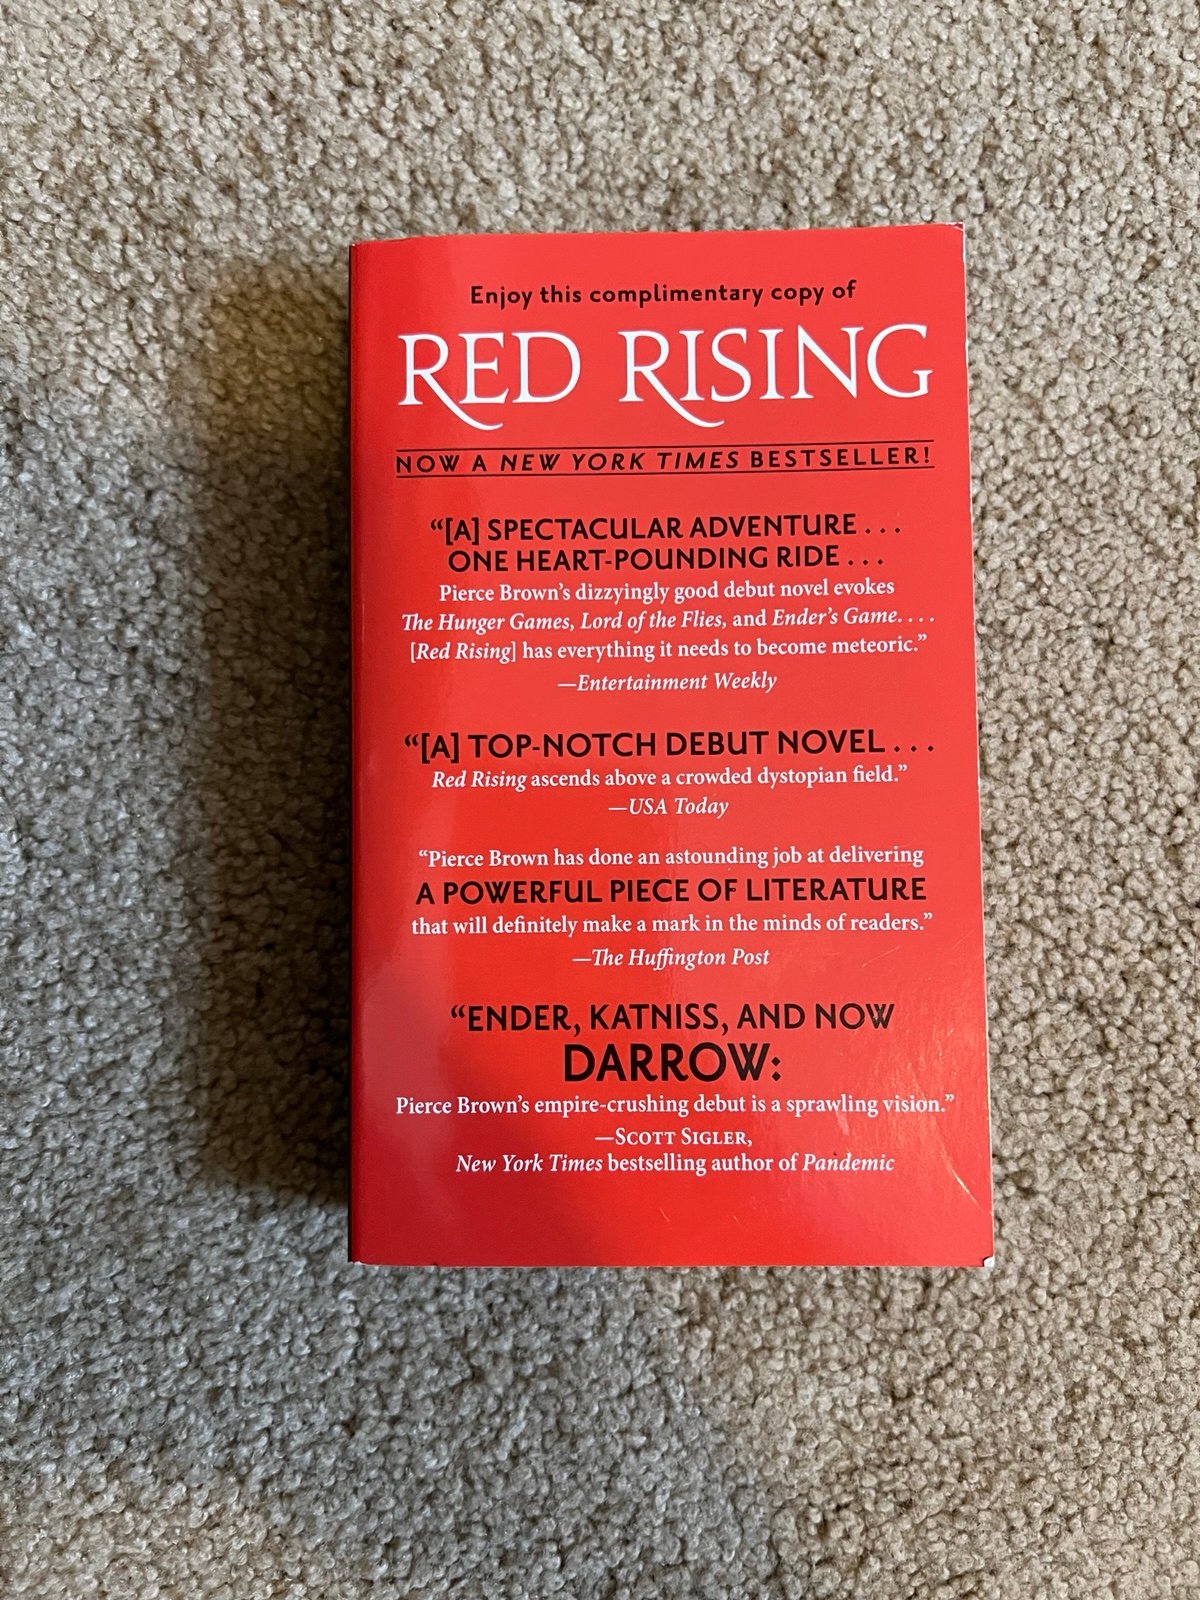 Enjoy this complimentary copy of
RED RISING
NOW A NEW YORK TIMES BESTSELLER!
“[A] SPECTACULAR ADVENTURE . . .
ONE HEART-POUNDING RIDE . . .
Pierce Brown’s dizzyingly good debut novel evokes
The Hunger Games, Lord of the Flies, and Ender’s Game. . . .
[Red Rising] has everything it needs to become meteoric.”
—Entertainment Weekly
“[A] TOP-NOTCH DEBUT NOVEL . . .
Red Rising ascends above a crowded dystopian field.”
—USA Today
“Pierce Brown has done an astounding job at delivering
A POWERFUL PIECE OF LITERATURE
that will definitely make a mark in the minds of readers.”
—The Huffington Post
“ENDER, KATNISS, AND NOW
DARROW:
Pierce Brown’s empire-crushing debut is a sprawling vision.”
—SCOTT SIGLER,
New York Times bestselling author of Pandemic